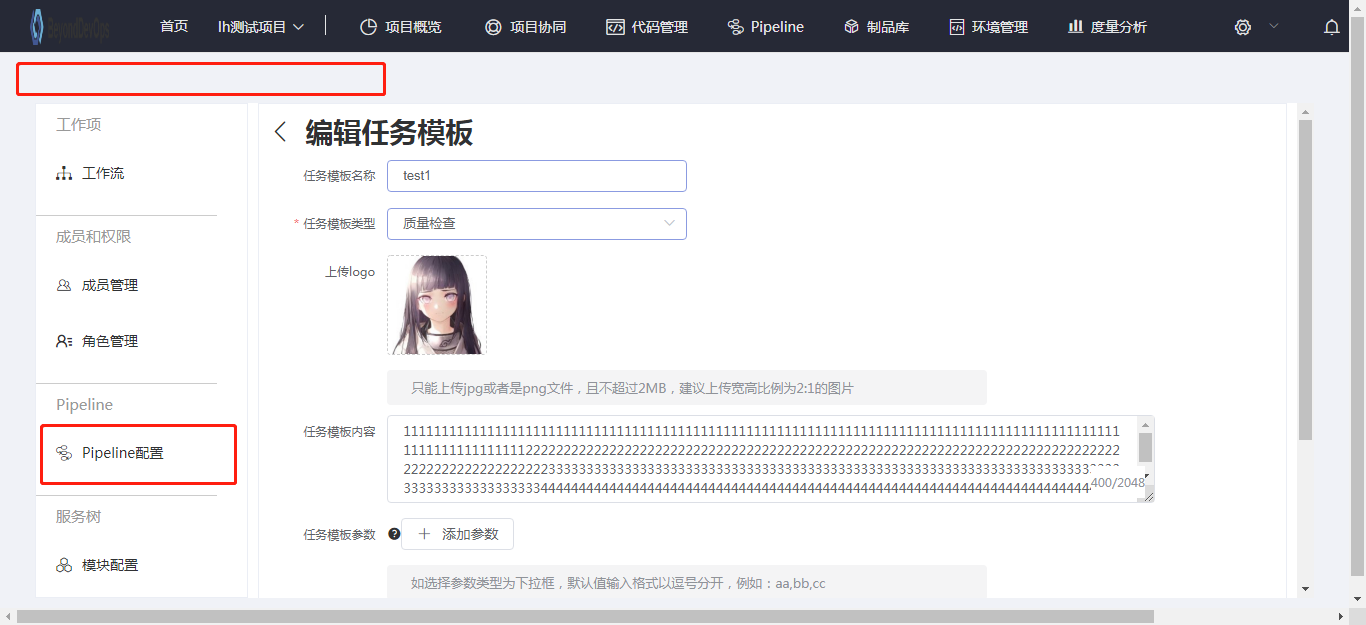 BeyondDevOps
首页
lh测试项目
项目概览
项目协同
代码管理
Pipeline
制品库
环境管理
度量分析
工作项
工作流
成员和权限
成员管理
角色管理
Pipeline
Pipeline配置
服务树
模块配置
编辑任务模板
任务模板名称
test1
* 任务模板类型
质量检查
上传logo
只能上传jpg或者是png文件，且不超过2MB，建议上传宽高比例为2:1的图片
任务模板内容
400/2048
任务模板参数
添加参数
如选择参数类型为下拉框，默认值输入格式以逗号分开，例如：aa,bb,cc